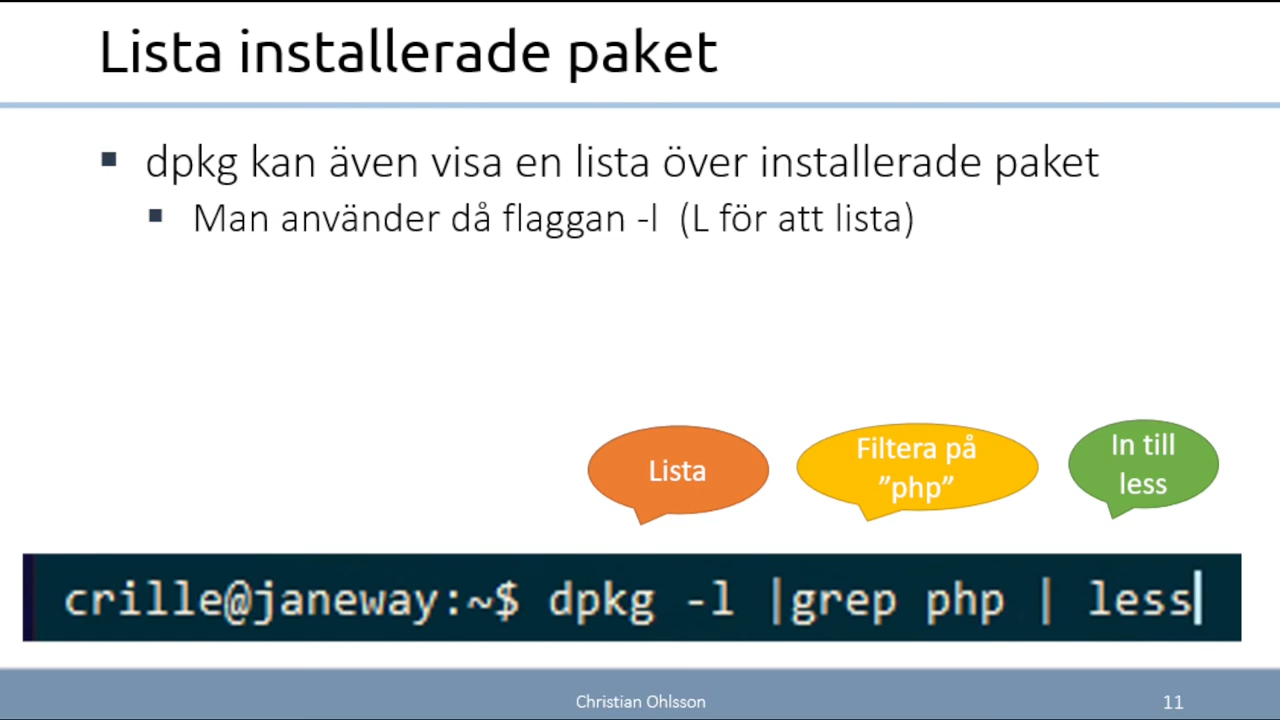 Lista installerade paket
▪ dpkg kan även visa en lista över installerade paket
▪ Man använder då flaggan -l  (L för att lista)
Lista
Filtera på
”php”
In till
less
crille@janeway:~$ dpkg -l |grep php | less
Christian Ohlsson
11